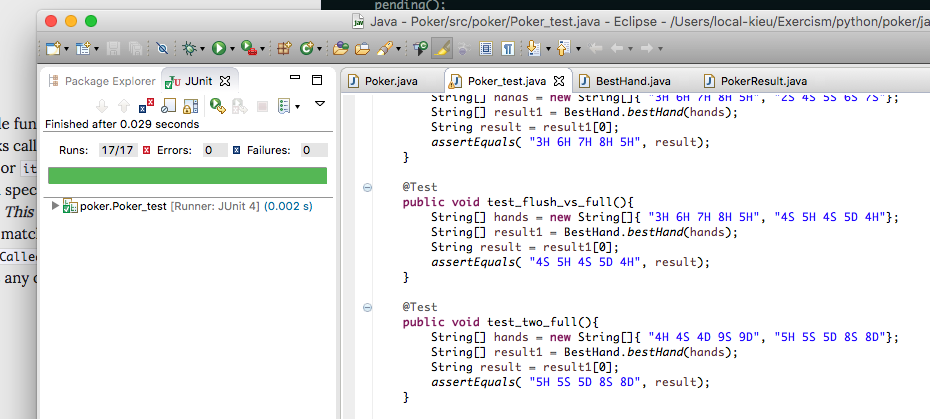 pending();
Java - Poker/src/poker/Poker_test.java - Eclipse - /Users/local-kieu/Exercism/python/poker/ja
Package Explorer
JUnit
Finished after 0.029 seconds
Runs: 17/17 Errors: 0 Failures: 0
poker.Poker_test [Runner: JUnit 4] (0.002 s)
le fun
ks call
or it
spec
This
match
Calle
any
Poker.java
Poker_test.java
BestHand.java
PokerResult.java
String[] hands = new String[]{ "3H 6H 7H 8H 5H", "2S 4S 5S 6S 7S"};
String[] result1 = BestHand.bestHand(hands);
String result = result1[0];
assertEquals( "3H 6H 7H 8H 5H", result);
}
@Test
public void test_flush_vs_full(){
String[] hands = new String[]{ "3H 6H 7H 8H 5H", "4S 5H 4S 5D 4H"};
String[] result1 = BestHand.bestHand(hands);
String result = result1[0];
assertEquals( "4S 5H 4S 5D 4H", result);
}
@Test
public void test_two_full(){
String[] hands = new String[]{ "4H 4S 4D 9S 9D", "5H 5S 5D 8S 8D"};
String[] result1 = BestHand.bestHand(hands);
String result = result1[0];
assertEquals( "5H 5S 5D 8S 8D", result);
}